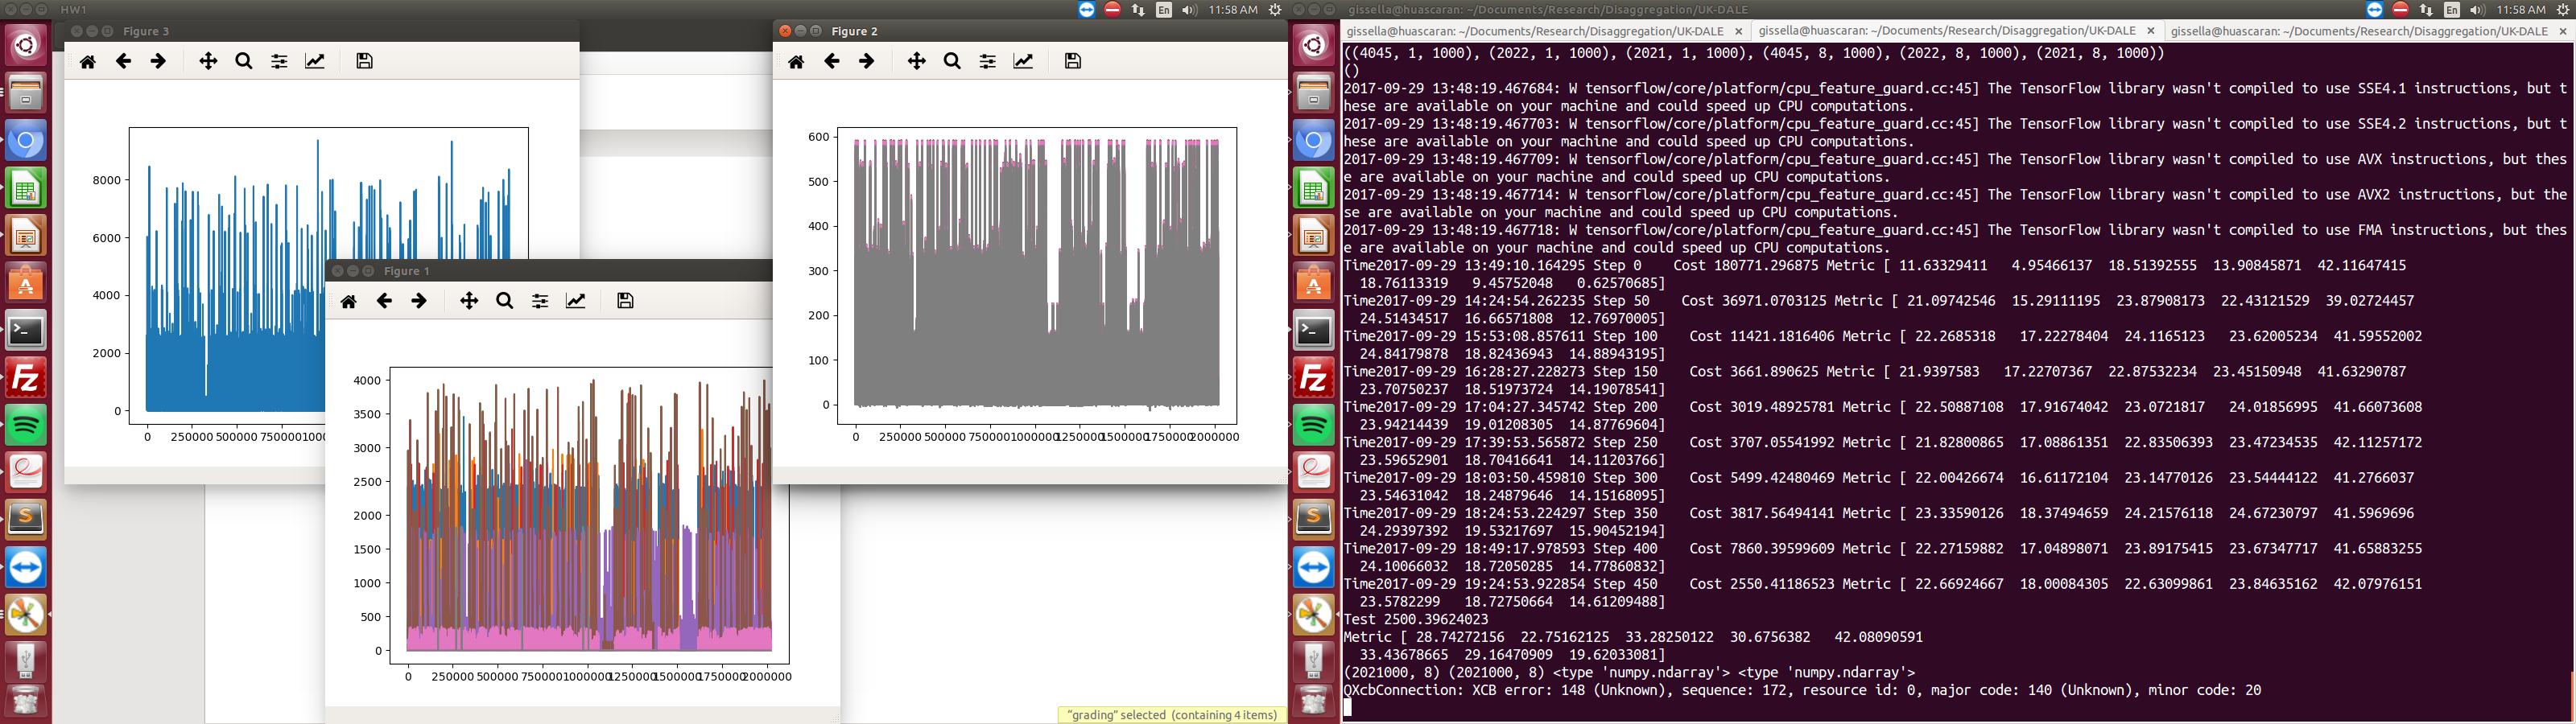 HW1
En
11:58 AM
Figure 3
8000
6000
4000
2000
0
0 250000 500000 750000 1000
Figure 1
4000
3500
3000
2500
2000
1500
1000
500
0
0 250000 500000 750000 1000000 1250000 1500000 1750000 2000000
Figure 2
600
500
400
300
200
100
0
0 250000 500000 750000 1000000 1250000 1500000 1750000 2000000
"grading" selected (containing 4 items)
gissella@huascaran: ~/Documents/Research/Disaggregation/UK-DALE
En
11:58 AM
gissella@huascaran: ~/Documents/Research/Disaggregation/UK-DALE × gissella@huascaran: ~/Documents/Research/Disaggregation/UK-DALE × gissella@huascaran: ~/Documents/Research/Disaggregation/UK-DALE ×
((4045, 1, 1000), (2022, 1, 1000), (2021, 1, 1000), (4045, 8, 1000), (2022, 8, 1000), (2021, 8, 1000))
()
2017-09-29 13:48:19.467684: W tensorflow/core/platform/cpu_feature_guard.cc:45] The TensorFlow library wasn't compiled to use SSE4.1 instructions, but t
hese are available on your machine and could speed up CPU computations.
2017-09-29 13:48:19.467703: W tensorflow/core/platform/cpu_feature_guard.cc:45] The TensorFlow library wasn't compiled to use SSE4.2 instructions, but t
hese are available on your machine and could speed up CPU computations.
2017-09-29 13:48:19.467709: W tensorflow/core/platform/cpu_feature_guard.cc:45] The TensorFlow library wasn't compiled to use AVX instructions, but thes
e are available on your machine and could speed up CPU computations.
2017-09-29 13:48:19.467714: W tensorflow/core/platform/cpu_feature_guard.cc:45] The TensorFlow library wasn't compiled to use AVX2 instructions, but the
se are available on your machine and could speed up CPU computations.
2017-09-29 13:48:19.467718: W tensorflow/core/platform/cpu_feature_guard.cc:45] The TensorFlow library wasn't compiled to use FMA instructions, but thes
e are available on your machine and could speed up CPU computations.
Time2017-09-29 13:49:10.164295 Step 0 Cost 180771.296875 Metric [ 11.63329411 4.95466137 18.51392555 13.90845871 42.11647415
18.76113319 9.45752048 0.62570685]
Time2017-09-29 14:24:54.262235 Step 50 Cost 36971.0703125 Metric [ 21.09742546 15.29111195 23.87908173 22.43121529 39.02724457
24.51434517 16.66571808 12.76970005]
Time2017-09-29 15:53:08.857611 Step 100 Cost 11421.1816406 Metric [ 22.2685318 17.22278404 24.1165123 23.62005234 41.59552002
24.84179878 18.82436943 14.88943195]
Time2017-09-29 16:28:27.228273 Step 150 Cost 3661.890625 Metric [ 21.9397583 17.22707367 22.87532234 23.45150948 41.63290787
23.70750237 18.51973724 14.19078541]
Time2017-09-29 17:04:27.345742 Step 200 Cost 3019.48925781 Metric [ 22.50887108 17.91674042 23.0721817 24.01856995 41.66073608
23.94214439 19.01208305 14.87769604]
Time2017-09-29 17:39:53.565872 Step 250 Cost 3707.05541992 Metric [ 21.82800865 17.08861351 22.83506393 23.47234535 42.11257172
23.59652901 18.70416641 14.11203766]
Time2017-09-29 18:03:50.459810 Step 300 Cost 5499.42480469 Metric [ 22.00426674 16.61172104 23.14770126 23.54444122 41.2766037
23.54631042 18.24879646 14.15168095]
Time2017-09-29 18:24:53.224297 Step 350 Cost 3817.56494141 Metric [ 23.33590126 18.37494659 24.21576118 24.67230797 41.5969696
24.29397392 19.53217697 15.90452194]
Time2017-09-29 18:49:17.978593 Step 400 Cost 7860.39599609 Metric [ 22.27159882 17.04898071 23.89175415 23.67347717 41.65883255
24.10066032 18.72050285 14.77860832]
Time2017-09-29 19:24:53.922854 Step 450 Cost 2550.41186523 Metric [ 22.66924667 18.00084305 22.63099861 23.84635162 42.07976151
23.5782299 18.72750664 14.61209488]
Test 2500.39624023
Metric [ 28.74272156 22.75162125 33.28250122 30.6756382 42.08090591
33.43678665 29.16470909 19.62033081]
(2021000, 8) (2021000, 8) <type 'numpy.ndarray'> <type 'numpy.ndarray'>
QXcbConnection: XCB error: 148 (Unknown), sequence: 172, resource id: 0, major code: 140 (Unknown), minor code: 20